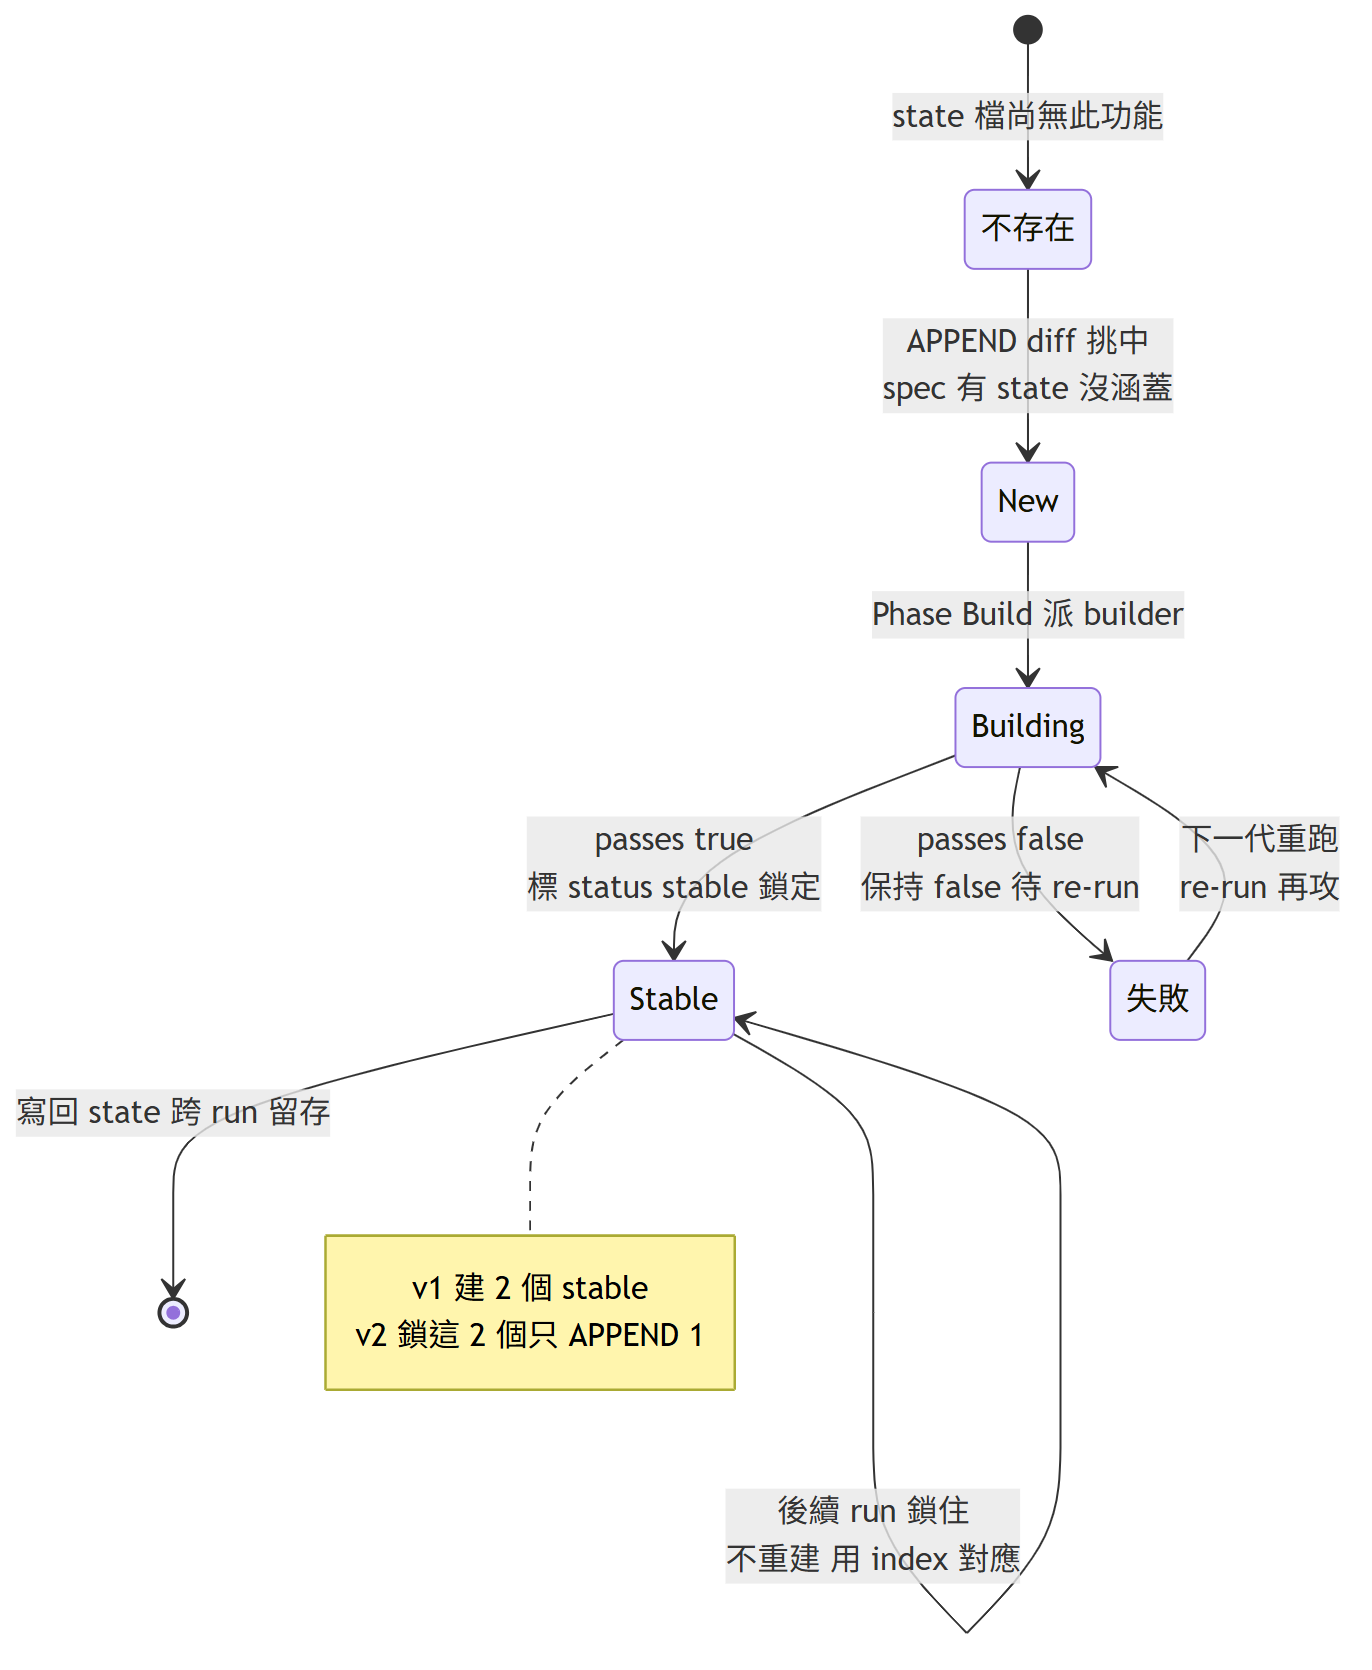 state 檔尚無此功能
不存在
APPEND diff 挑中
spec 有 state 沒涵蓋
New
Phase Build 派 builder
Building
passes true
標 status stable 鎖定
passes false
保持 false 待 re-run
下一代重跑
re-run 再攻
Stable
失敗
寫回 state 跨 run 留存
v1 建 2 個 stable
v2 鎖這 2 個只 APPEND 1
後續 run 鎖住
不重建 用 index 對應